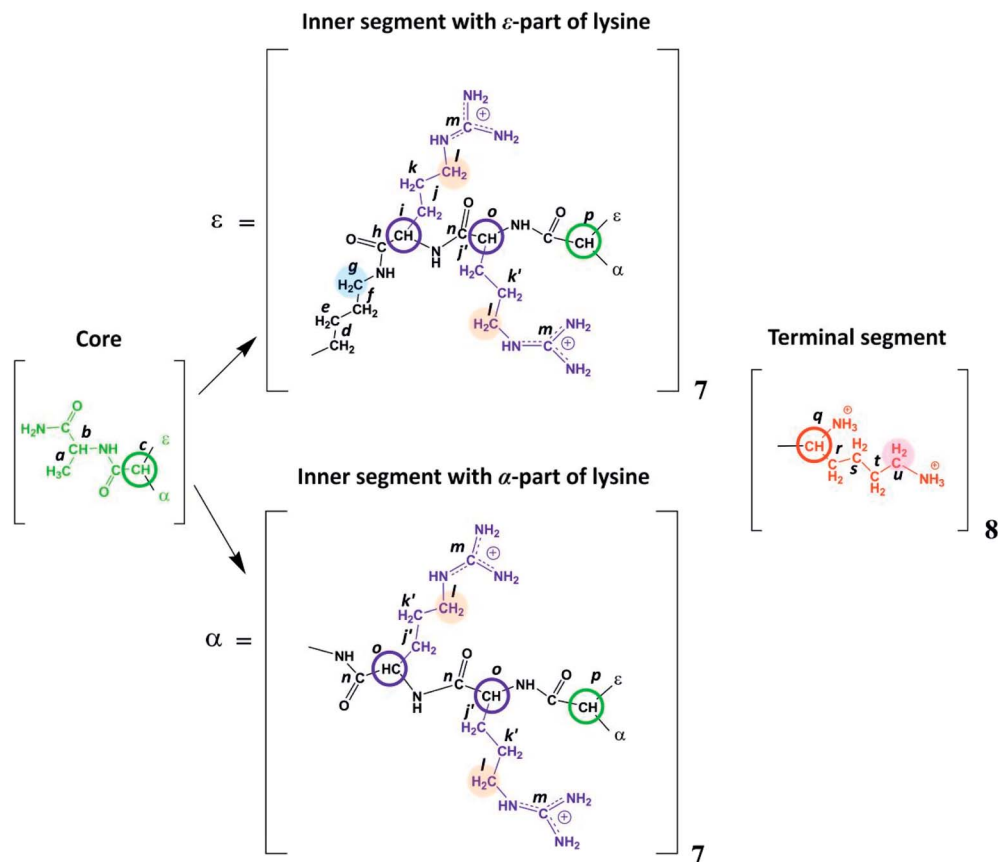 Inner segment with ε-part of lysine
NH₂
m C ⊕
HN NH₂
l
k CH₂
H₂C
j
CH₂ O o O p ε
i NH
ε = h CH n C CH C CH
O C N j' α
H
g NH H₂C k'
H₂C f CH₂
e CH₂ l
H₂C d H₂C m NH₂
CH₂ HN C ⊕
NH₂
7
Core
O
H₂N C b c ε
CH NH CH
a C
H₃C O α
Terminal segment
q ⊕
NH₃
CH r H₂ H₂
C C
C s t C u ⊕
H₂ H₂ NH₃
8
Inner segment with α-part of lysine
NH₂
m C ⊕
HN NH₂
l
k' CH₂
H₂C
j' CH₂
α = NH o O o O p ε
n C HC n C CH NH C CH
O N j' α
H
H₂C k'
CH₂
l
H₂C m NH₂
HN C ⊕
NH₂
7